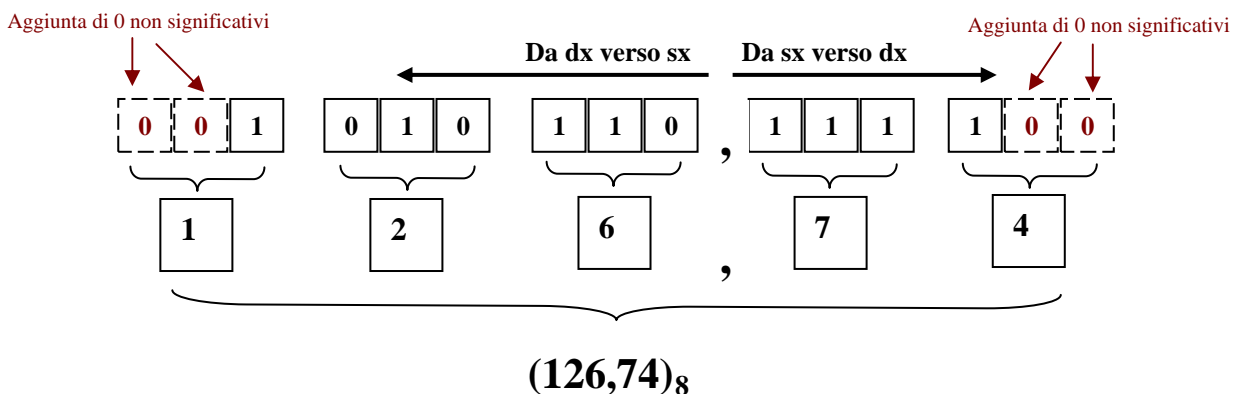 Aggiunta di 0 non significativi
Aggiunta di 0 non significativi
Da dx verso sx Da sx verso dx
0 0 1 0 1 0 1 1 0 , 1 1 1 1 0 0
1 2 6 , 7 4
(126,74)₈